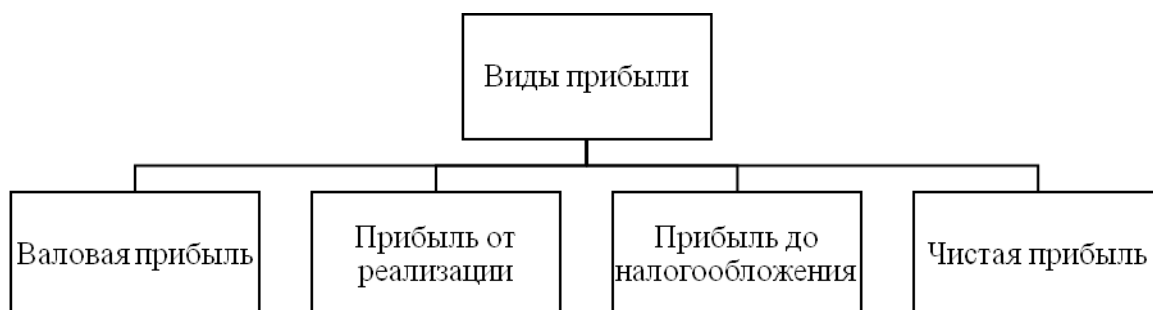 Виды прибыли
Валовая прибыль
Прибыль от
реализации
Прибыль до
налогообложения
Чистая прибыль